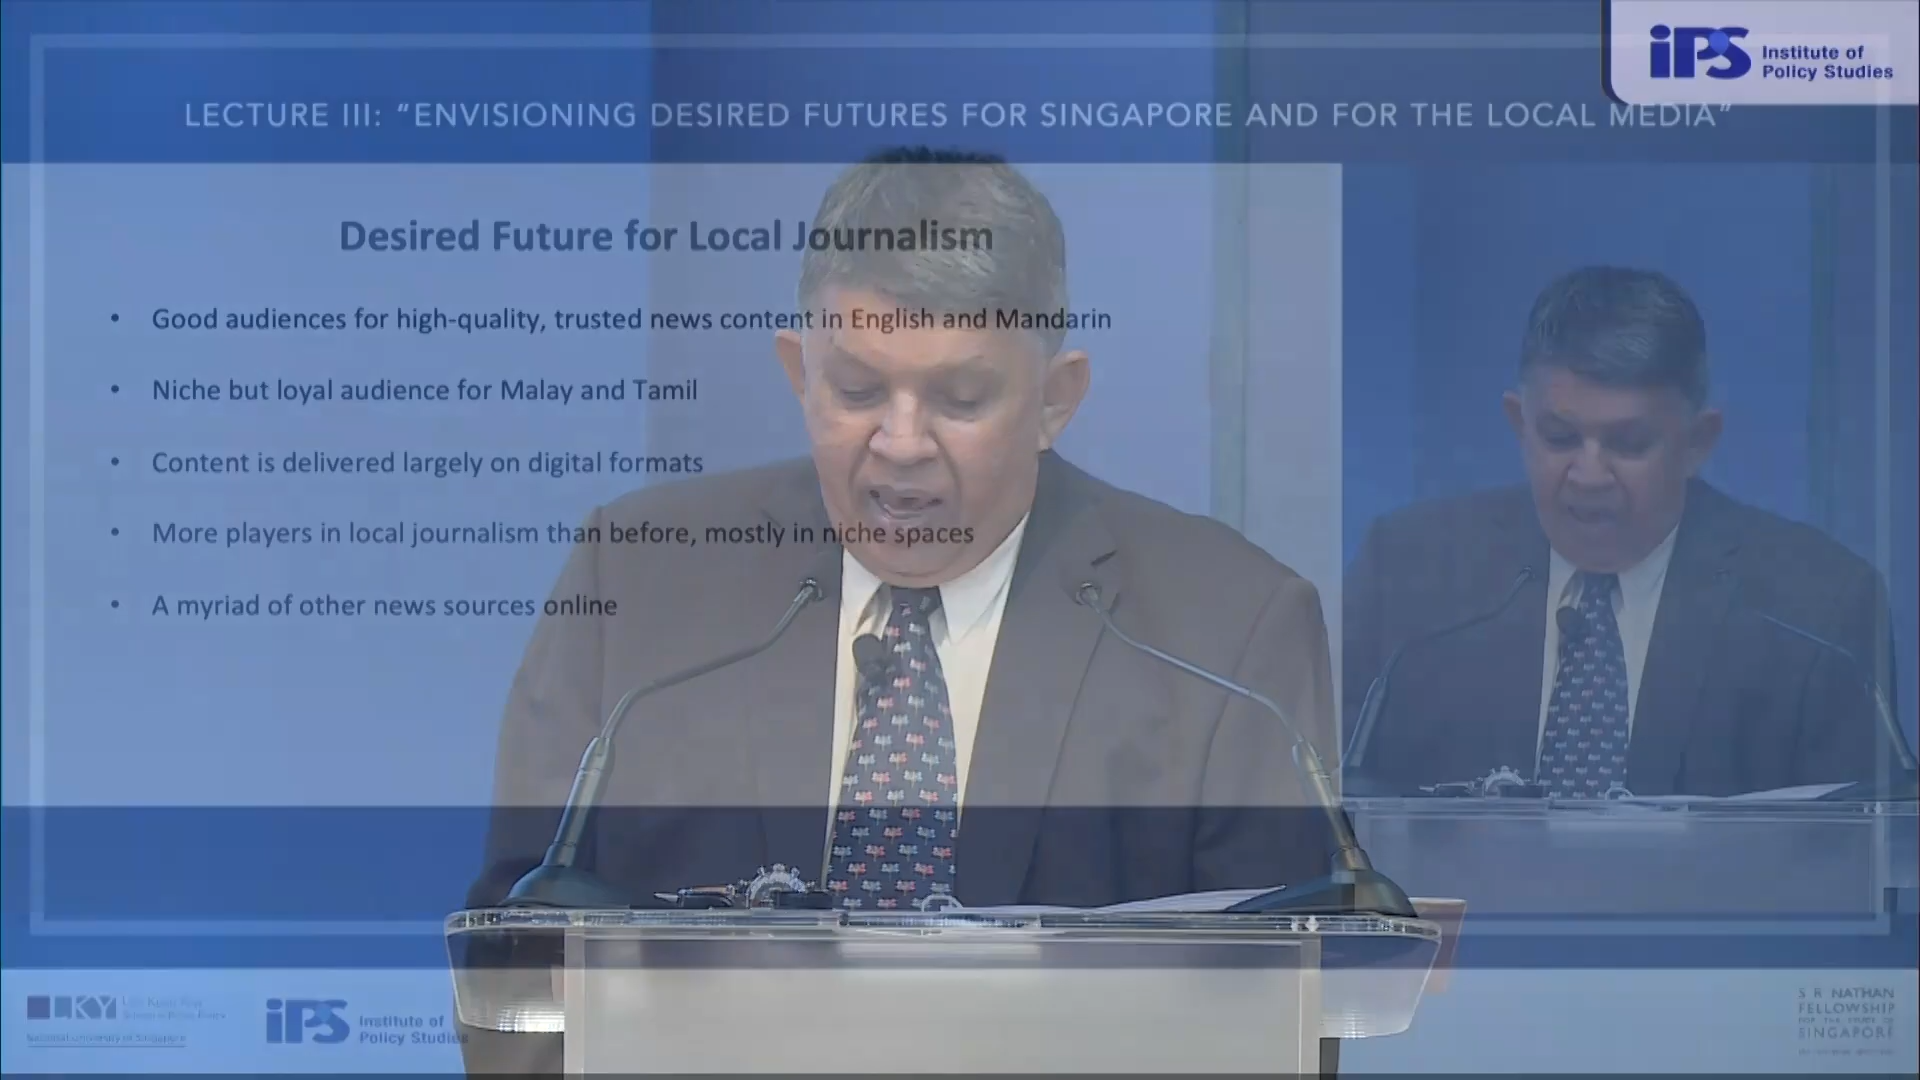 iPS Institute of
Policy Studies
LECTURE III: “ENVISIONING DESIRED FUTURES FOR SINGAPORE AND FOR THE LOCAL MEDIA”
Desired Future for Local Journalism
• Good audiences for high-quality, trusted news content in English and Mandarin
• Niche but loyal audience for Malay and Tamil
• Content is delivered largely on digital formats
• More players in local journalism than before, mostly in niche spaces
• A myriad of other news sources online
LKY
National University of Singapore
iPS Institute of
Policy Studies
S R NATHAN
FELLOWSHIP
FOR THE STUDY OF
SINGAPORE